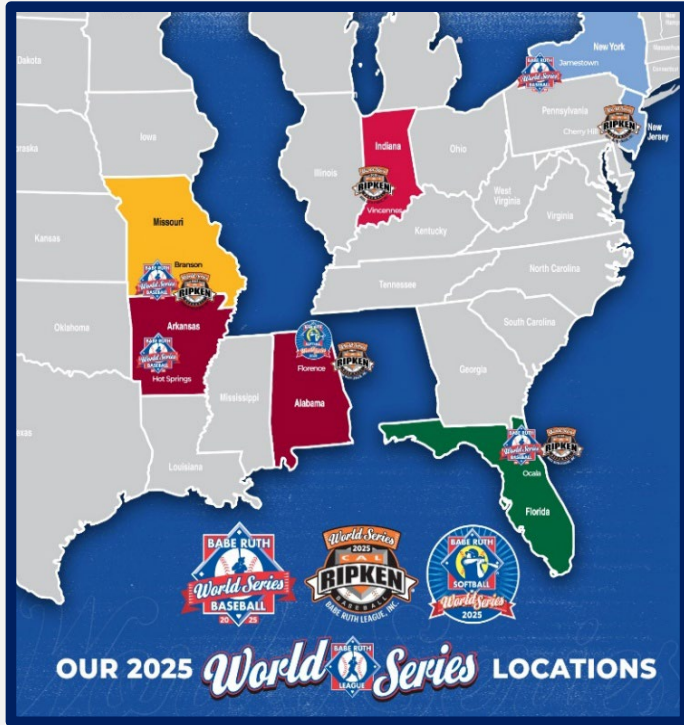 Dakota
New York
Jamestown
Iowa
Pennsylvania
Cherry Hill
New
Jersey
Indiana
Ohio
Illinois
Vincennes
West
Virginia
Virginia
Missouri
Kansas
Kentucky
Branson
North Carolina
Tennessee
Arkansas
Oklahoma
South Carolina
Hot Springs
Florence
Georgia
Mississippi
Alabama
Louisiana
Ocala
Florida
BABE RUTH
World Series
BASEBALL
2025
World Series
2025
CAL
RIPKEN
BASEBALL
BABE RUTH LEAGUE, INC.
BABE RUTH
SOFTBALL
World Series
2025
OUR 2025 World Series LOCATIONS
BABE RUTH
LEAGUE